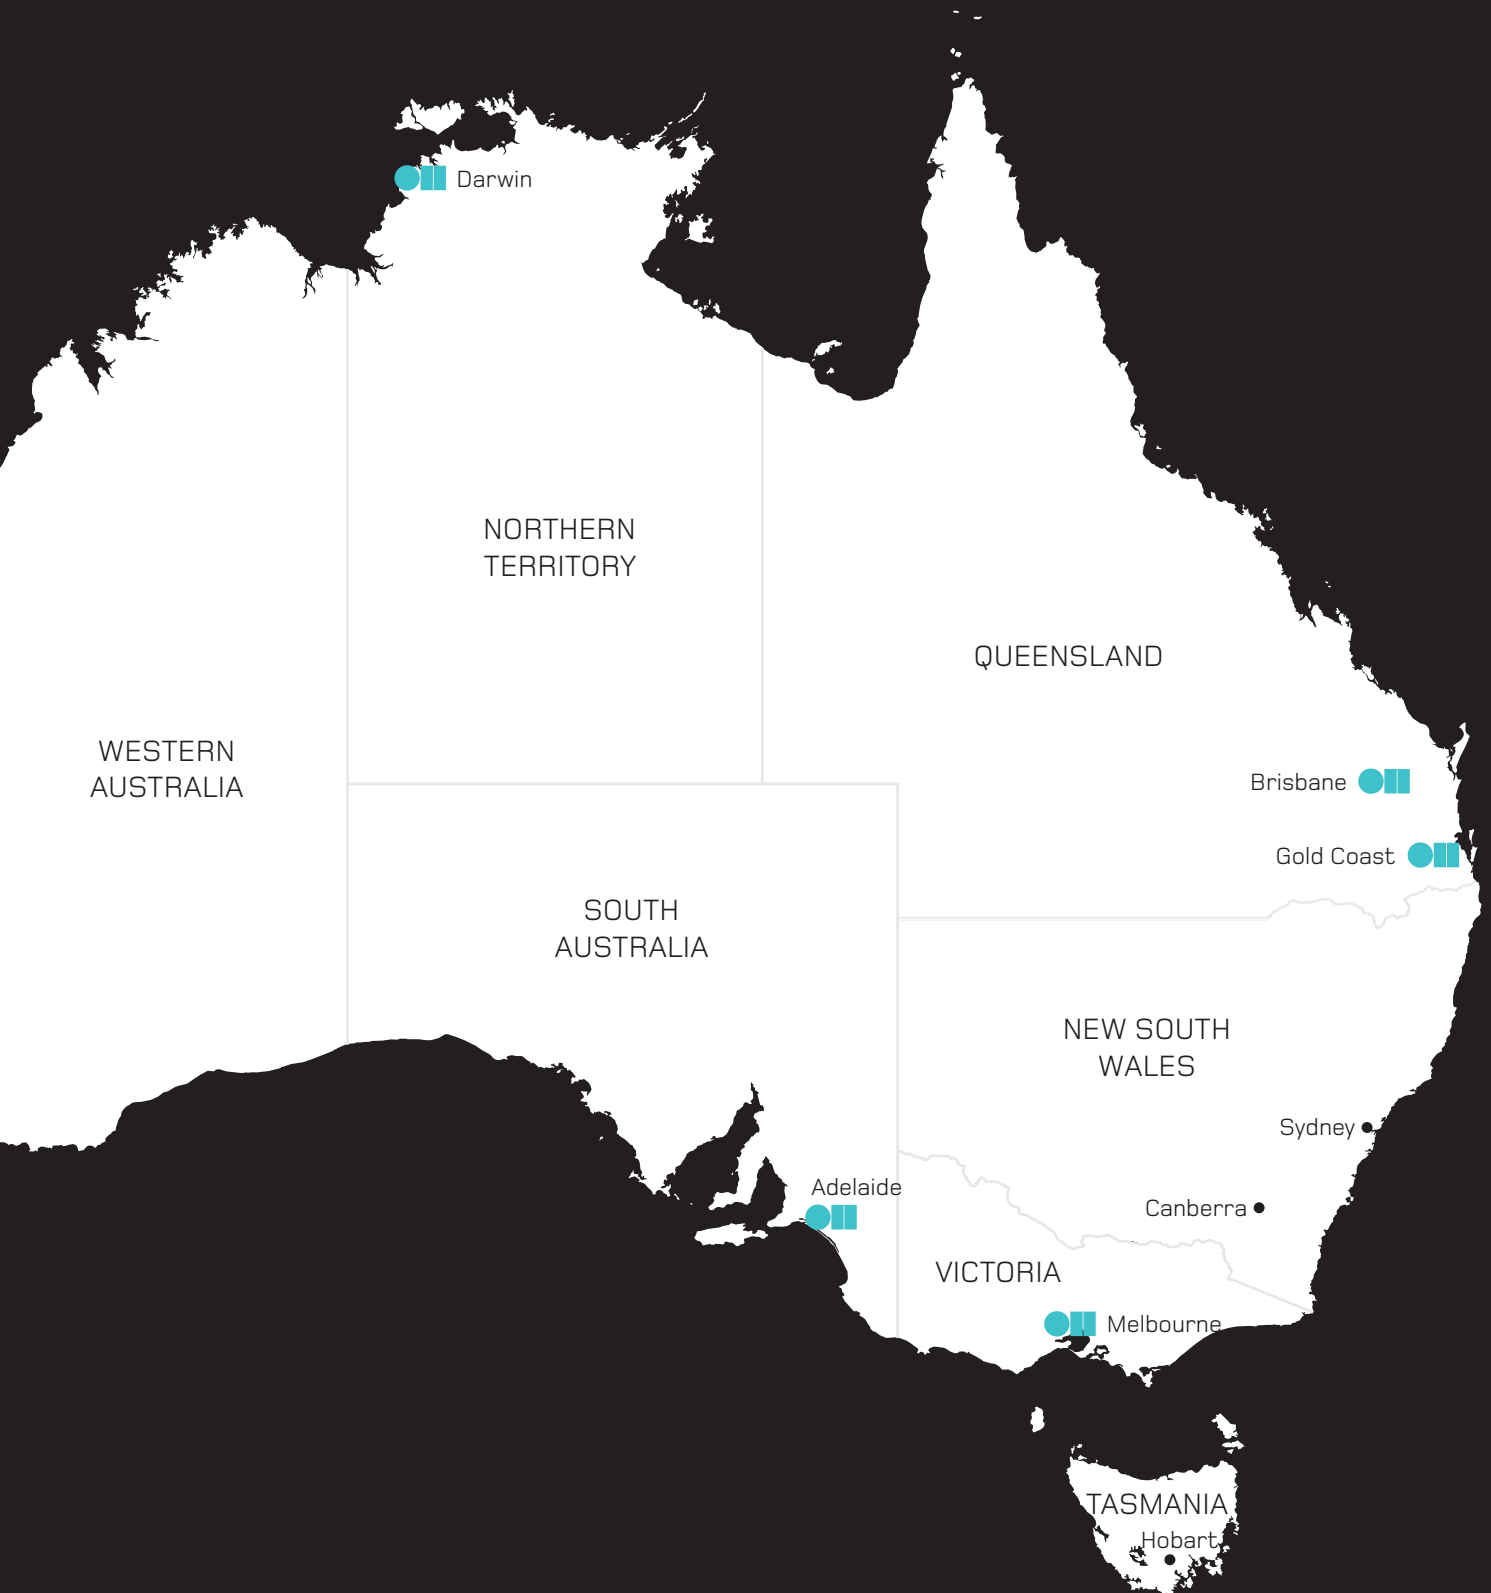 Darwin
NORTHERN
TERRITORY
QUEENSLAND
WESTERN
AUSTRALIA
Brisbane
Gold Coast
SOUTH
AUSTRALIA
NEW SOUTH
WALES
Sydney
Adelaide
Canberra
VICTORIA
Melbourne
TASMANIA
Hobart